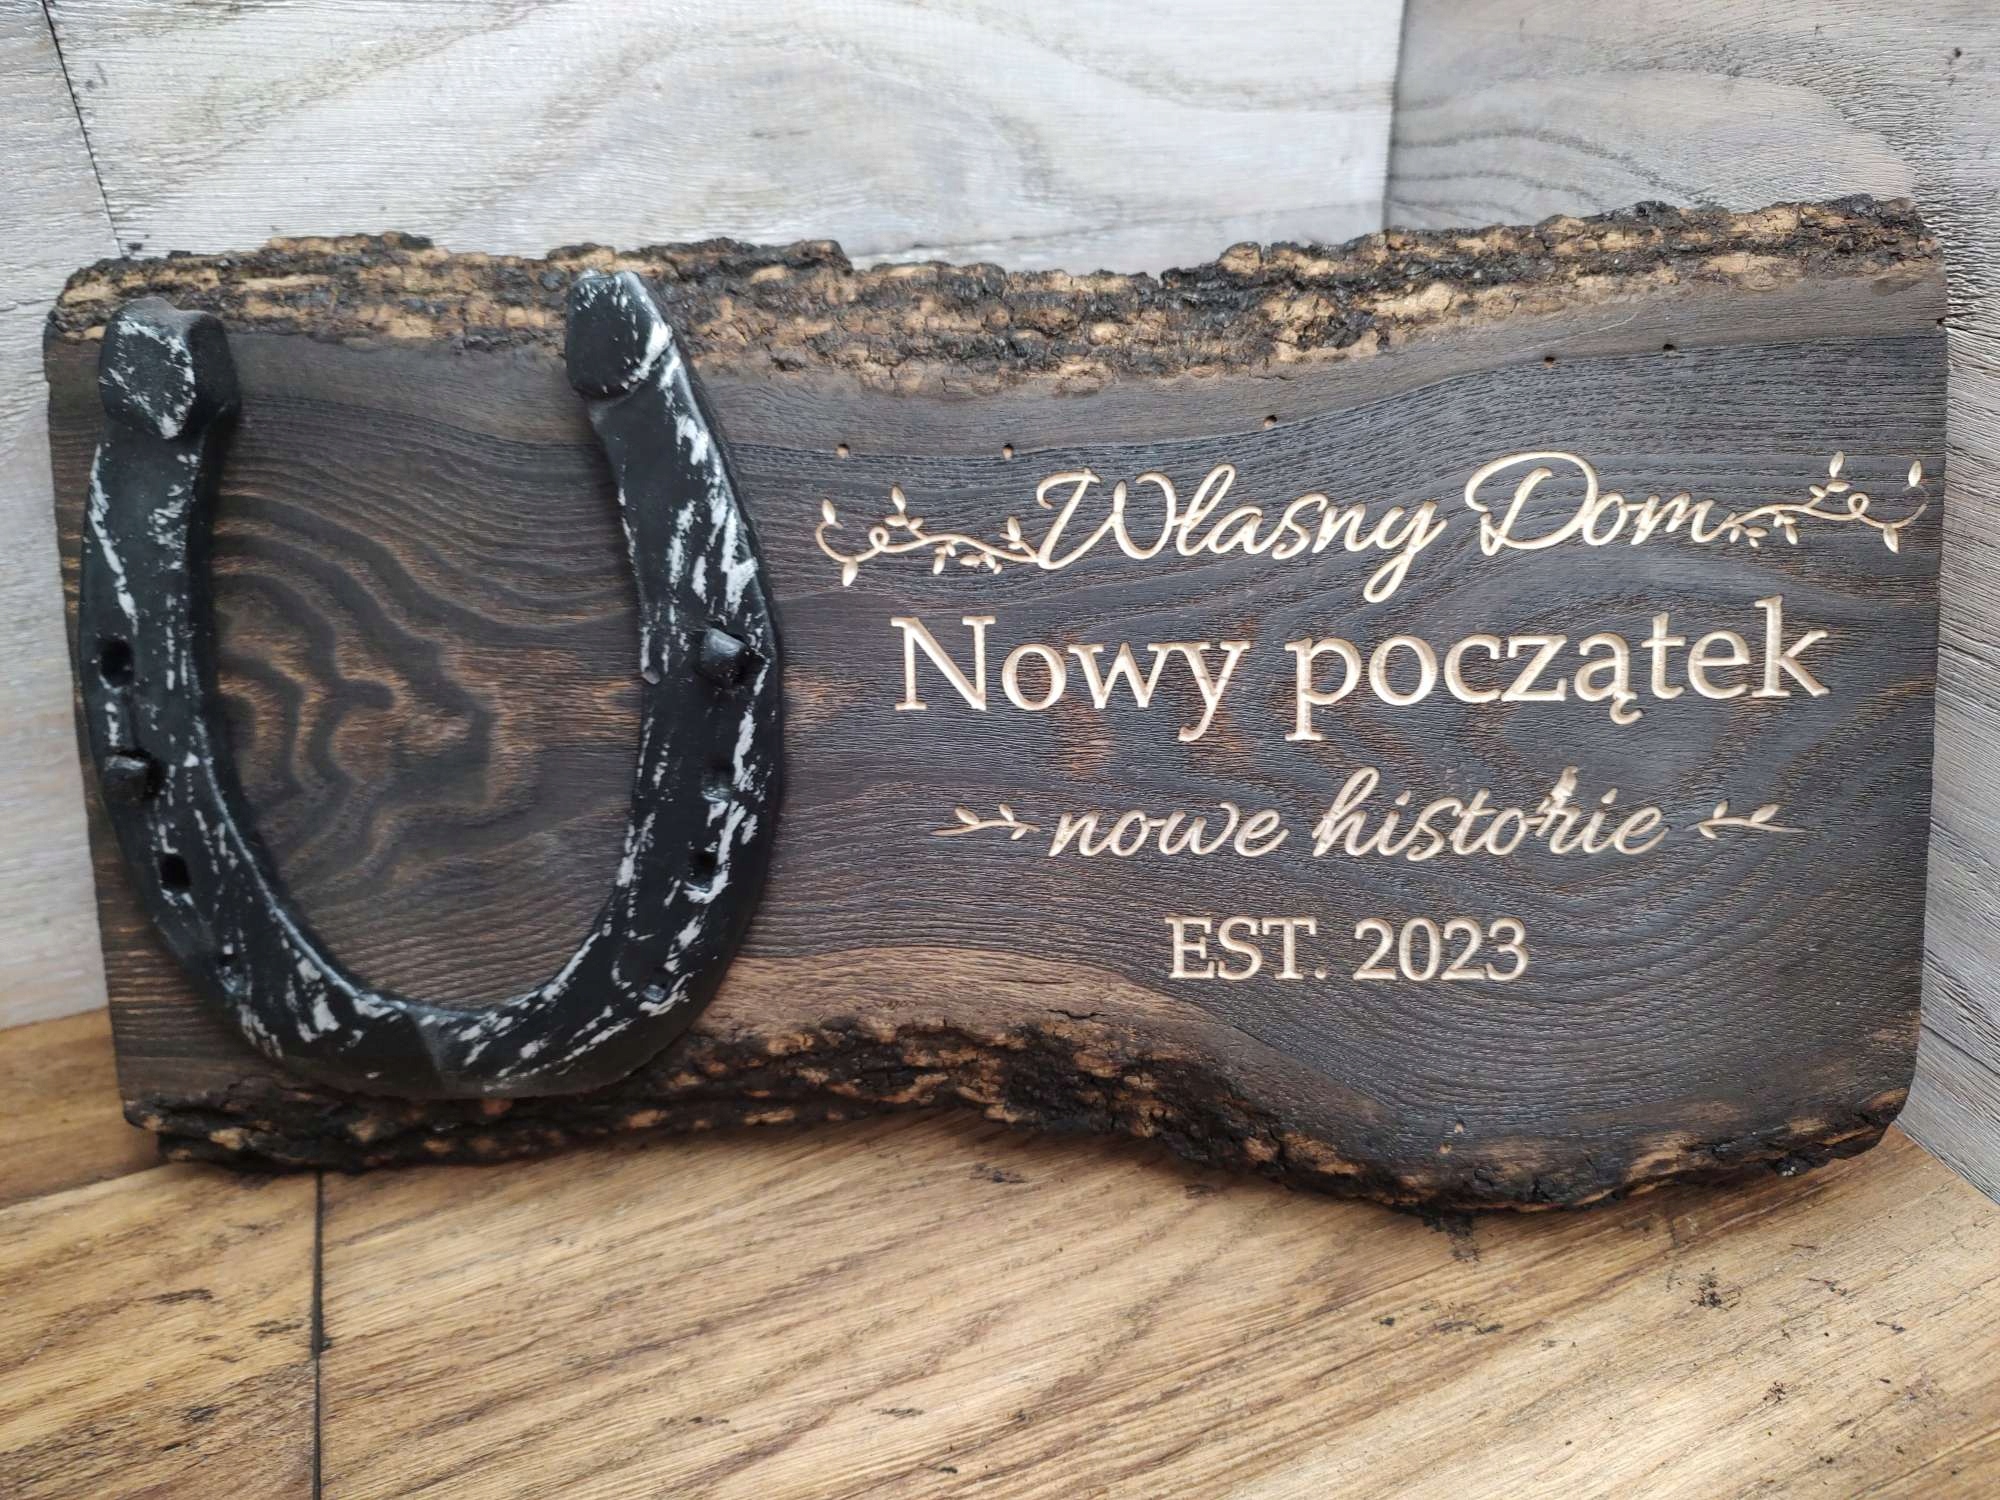 Własny Dom
Nowy początek
nowe historie
EST. 2023